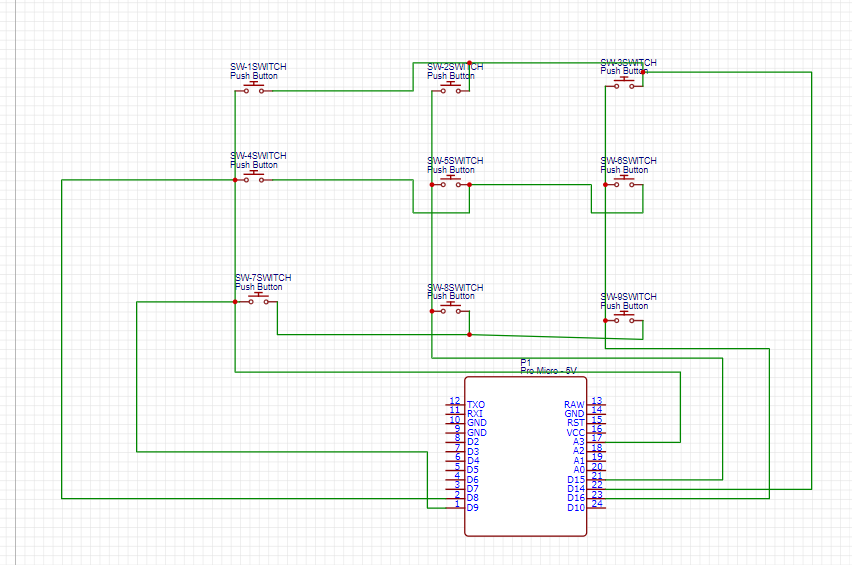 SW-1SWITCH
Push Button
SW-2SWITCH
Push Button
SW-3SWITCH
Push Button
SW-4SWITCH
Push Button
SW-5SWITCH
Push Button
SW-6SWITCH
Push Button
SW-7SWITCH
Push Button
SW-8SWITCH
Push Button
SW-9SWITCH
Push Button
P1
Pro Micro - 5V
12 TXO RAW 13
11 RXI GND 14
10 GND RST 15
9 GND VCC 16
8 D2 A3 17
7 D3 A2 18
6 D4 A1 19
5 D5 A0 20
4 D6 D15 21
3 D7 D14 22
2 D8 D16 23
1 D9 D10 24